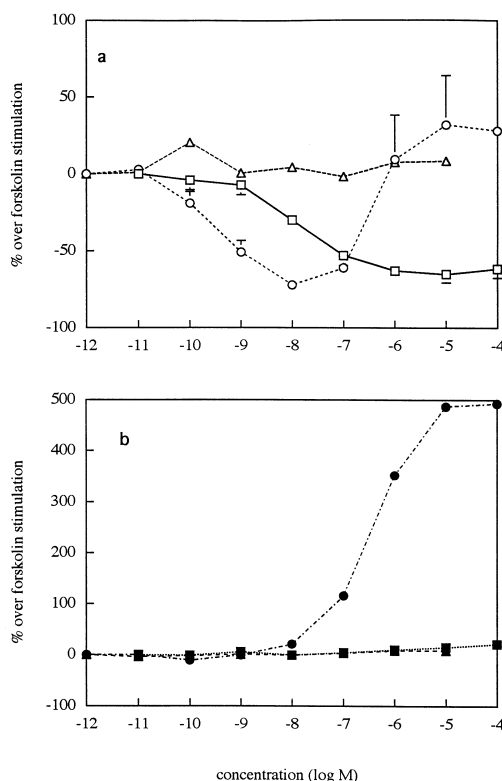 100
a
50
0
-50
-100
% over forskolin stimulation
-12 -11 -10 -9 -8 -7 -6 -5 -4
500
b
400
300
200
100
0
-100
% over forskolin stimulation
-12 -11 -10 -9 -8 -7 -6 -5 -4
concentration (log M)